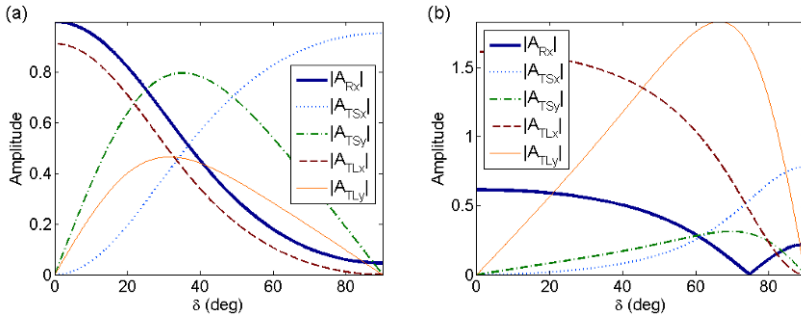 (a)
Amplitude
0.8
0.6
0.4
0.2
0
|A_Rx|
|A_TSx|
|A_TSy|
|A_TLx|
|A_TLy|
0 20 40 60 80
δ (deg)
(b)
Amplitude
1.5
1
0.5
0
|A_Rx|
|A_TSx|
|A_TSy|
|A_TLx|
|A_TLy|
0 20 40 60 80
δ (deg)